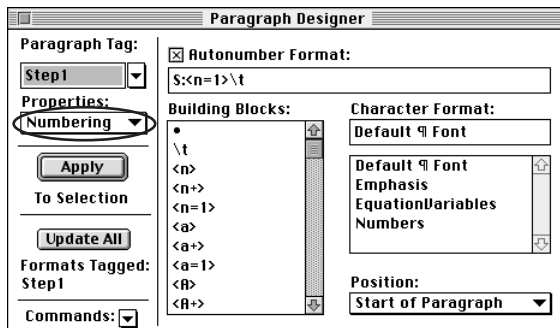 Paragraph Designer
Paragraph Tag:
Step1
Properties:
Numbering
Apply
To Selection
Update All
Formats Tagged:
Step1
Commands:
Autonumber Format:
S:<n=1>\t
Building Blocks:
•
\t
<n>
<n+>
<n=1>
<a>
<a+>
<a=1>
<A>
<A+>
Character Format:
Default ¶ Font
Default ¶ Font
Emphasis
EquationVariables
Numbers
Position:
Start of Paragraph